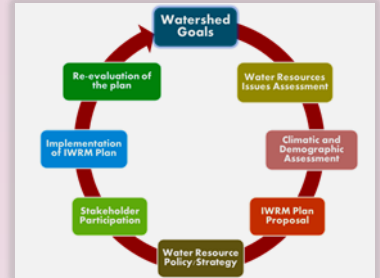 Watershed
Goals
Water Resources
Issues Assessment
Climatic and
Demographic
Assessment
IWRM Plan
Proposal
Water Resource
Policy/Strategy
Stakeholder
Participation
Implementation
of IWRM Plan
Re-evaluation of
the plan